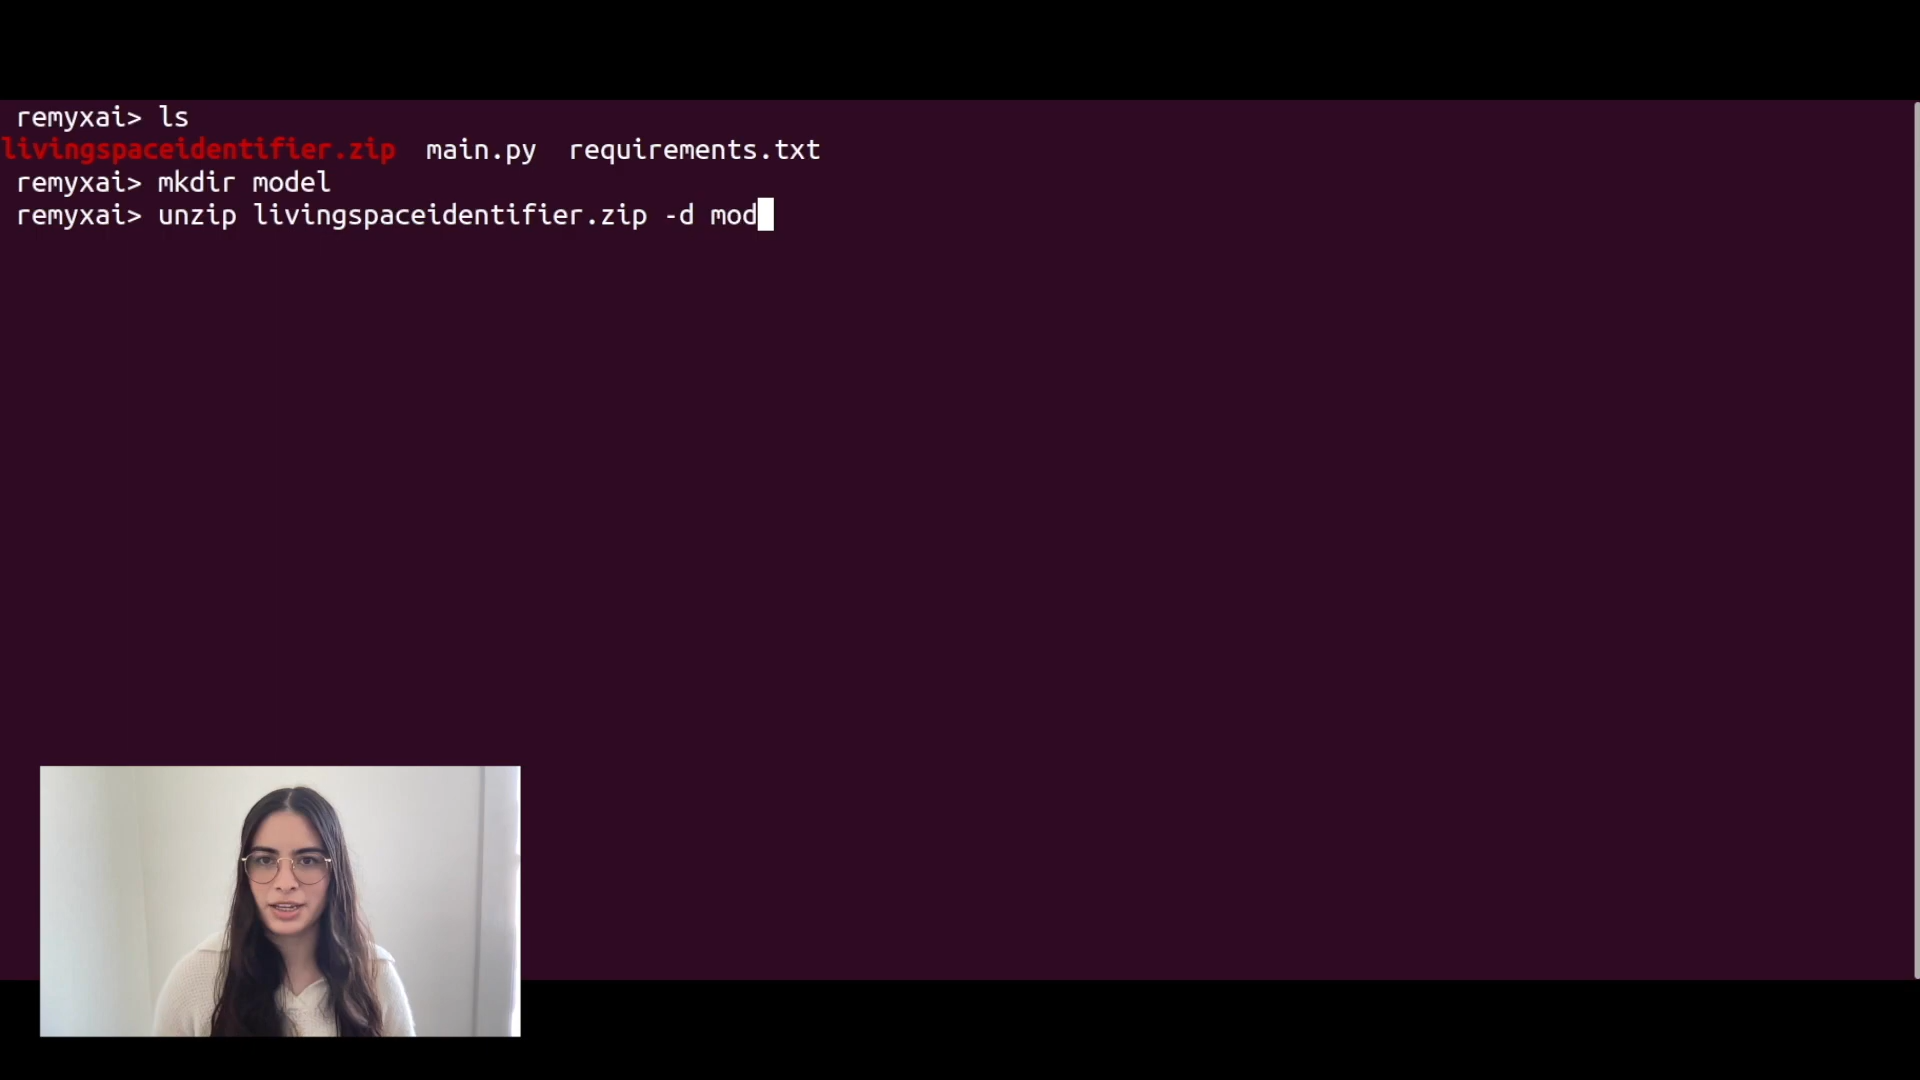 remyxai> ls
livingspaceidentifier.zip  main.py  requirements.txt
remyxai> mkdir model
remyxai> unzip livingspaceidentifier.zip -d mod